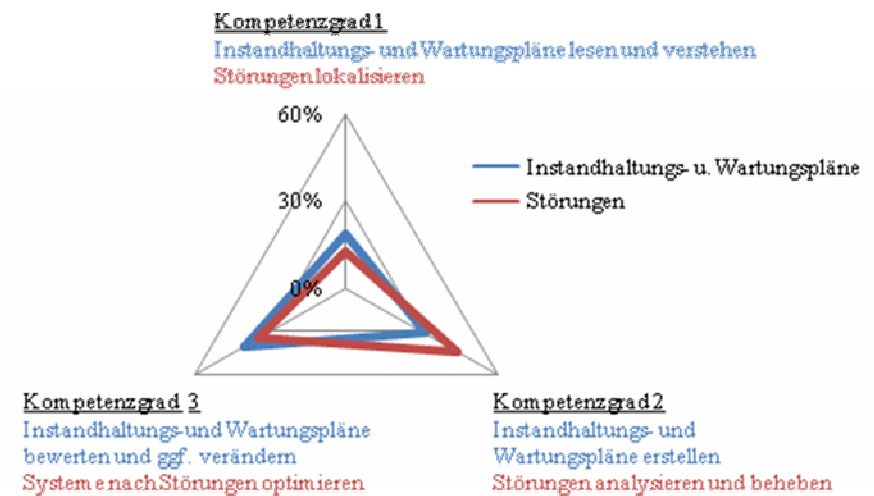 Kompetenzgrad 1
Instandhaltungs- und Wartungspläne lesen und verstehen
Störungen lokalisieren
60%
30%
0%
Instandhaltungs- u. Wartungspläne
Störungen
Kompetenzgrad 3
Instandhaltungs-und Wartungspläne
bewerten und ggf. verändern
Systeme nach Störungen optimieren
Kompetenzgrad 2
Instandhaltungs- und
Wartungspläne erstellen
Störungen analysieren und beheben